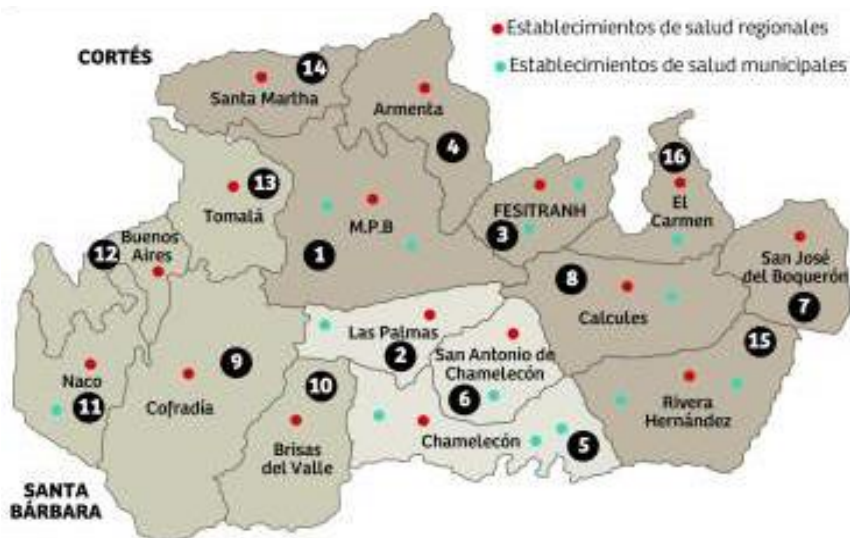 Establecimientos de salud regionales
Establecimientos de salud municipales
CORTÉS
14
Santa Martha
Armenta
4
16
El
Carmen
13
Tomalá
M.P.B
1
FESITRANH
3
12
Buenos
Aires
San José
del Boquerón
7
8
Calcules
Las Palmas
2
San Antonio de
Chamelecón
6
15
Rivera
Hernández
9
Cofradía
10
Brisas
del Valle
Naco
11
Chamelecón
5
SANTA
BÁRBARA